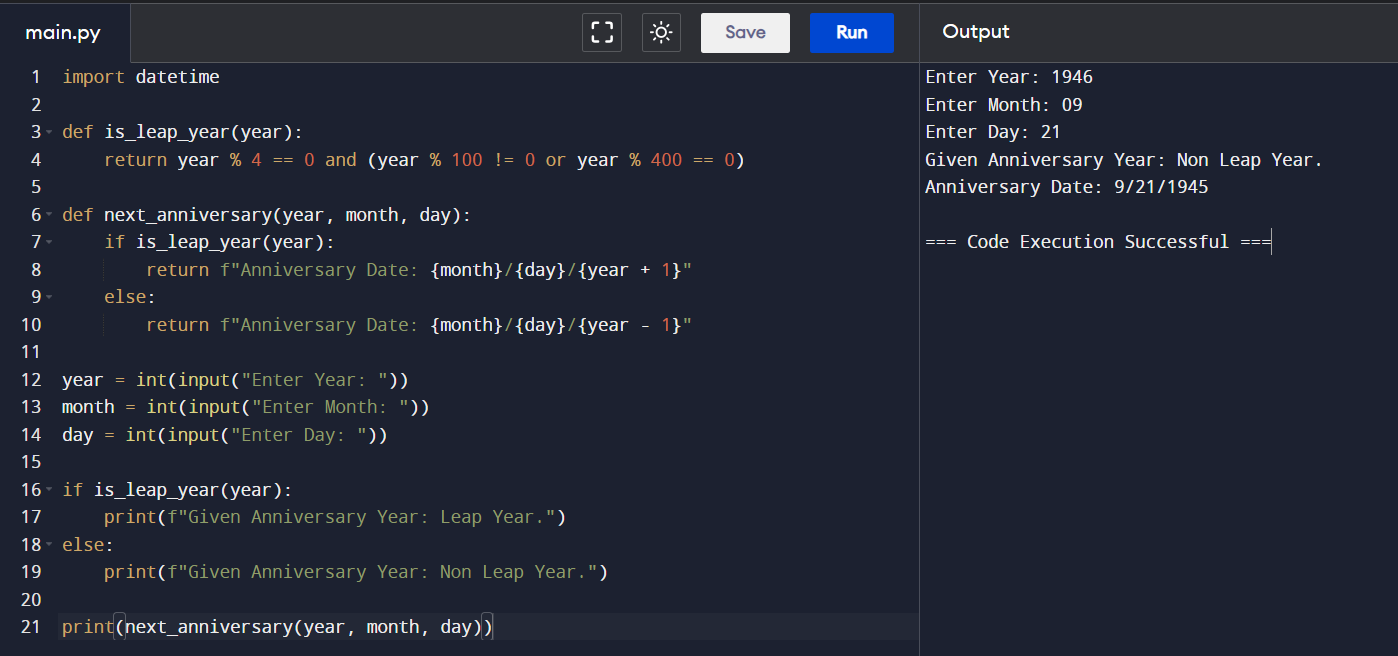 main.py
Save
Run
Output
1 import datetime
2
3 def is_leap_year(year):
4     return year % 4 == 0 and (year % 100 != 0 or year % 400 == 0)
5
6 def next_anniversary(year, month, day):
7     if is_leap_year(year):
8         return f"Anniversary Date: {month}/{day}/{year + 1}"
9     else:
10         return f"Anniversary Date: {month}/{day}/{year - 1}"
11
12 year = int(input("Enter Year: "))
13 month = int(input("Enter Month: "))
14 day = int(input("Enter Day: "))
15
16 if is_leap_year(year):
17     print(f"Given Anniversary Year: Leap Year.")
18 else:
19     print(f"Given Anniversary Year: Non Leap Year.")
20
21 print(next_anniversary(year, month, day))
Enter Year: 1946
Enter Month: 09
Enter Day: 21
Given Anniversary Year: Non Leap Year.
Anniversary Date: 9/21/1945
=== Code Execution Successful ===